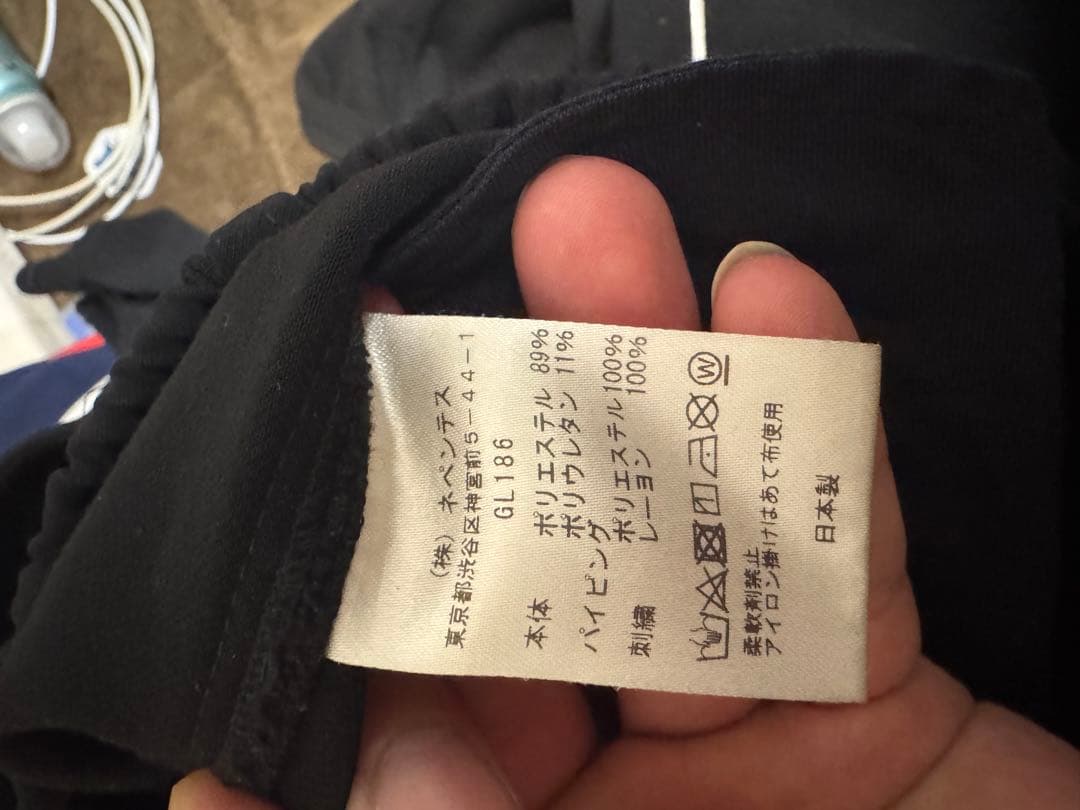 (株) ネペンテス
東京都渋谷区神宮前5-44-1
GL186
本体 ポリエステル 89%
ポリウレタン 11%
パイピング ポリエステル 100%
刺繍 レーヨン 100%
W
柔軟剤禁止
アイロン掛けはあて布使用
日本製